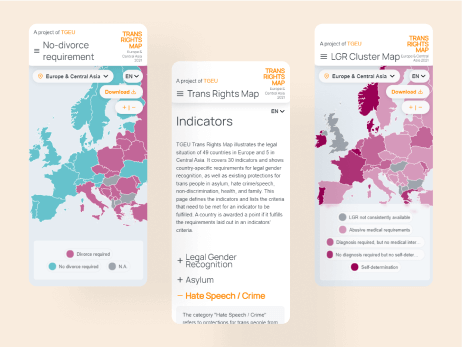 A project of TGEU
No-divorce
requirement
TRANS
RIGHTS
MAP
Europe &
Central Asia
2023
Europe & Central Asia
EN
Download
+ | −
Divorce required
No divorce required
N.A.
A project of TGEU
Trans Rights Map
TRANS
RIGHTS
MAP
Europe &
Central Asia
2023
EN
Indicators
TGEU Trans Rights Map illustrates the legal
situation of 49 countries in Europe and 5 in
Central Asia. It covers 30 indicators and shows
country-specific requirements for legal gender
recognition, as well as existing protections for
trans people in asylum, hate crime/speech,
non-discrimination, health, and family. This
page defines the indicators and lists the criteria
that need to be met for an indicator to be
fulfilled. A country is awarded a point if it fulfils
the requirements laid out in an indicators'
criteria.
+ Legal Gender
Recognition
+ Asylum
− Hate Speech / Crime
The category "Hate Speech / Crime"
refers to protections for trans people from
A project of TGEU
LGR Cluster Map
TRANS
RIGHTS
MAP
Central Asia
Europe & Central Asia
EN
Download
+ | −
LGR not consistently available
Abusive medical requirements
Diagnosis required, but no medical inter ...
No diagnosis required but no self-deter...
Self-determination